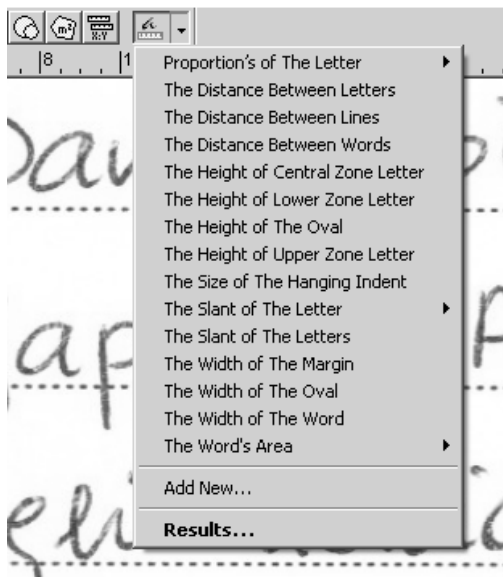 m² X:Y
8 1
Proportion's of The Letter
The Distance Between Letters
The Distance Between Lines
The Distance Between Words
The Height of Central Zone Letter
The Height of Lower Zone Letter
The Height of The Oval
The Height of Upper Zone Letter
The Size of The Hanging Indent
The Slant of The Letter
The Slant of The Letters
The Width of The Margin
The Width of The Oval
The Width of The Word
The Word's Area
Add New...
Results...